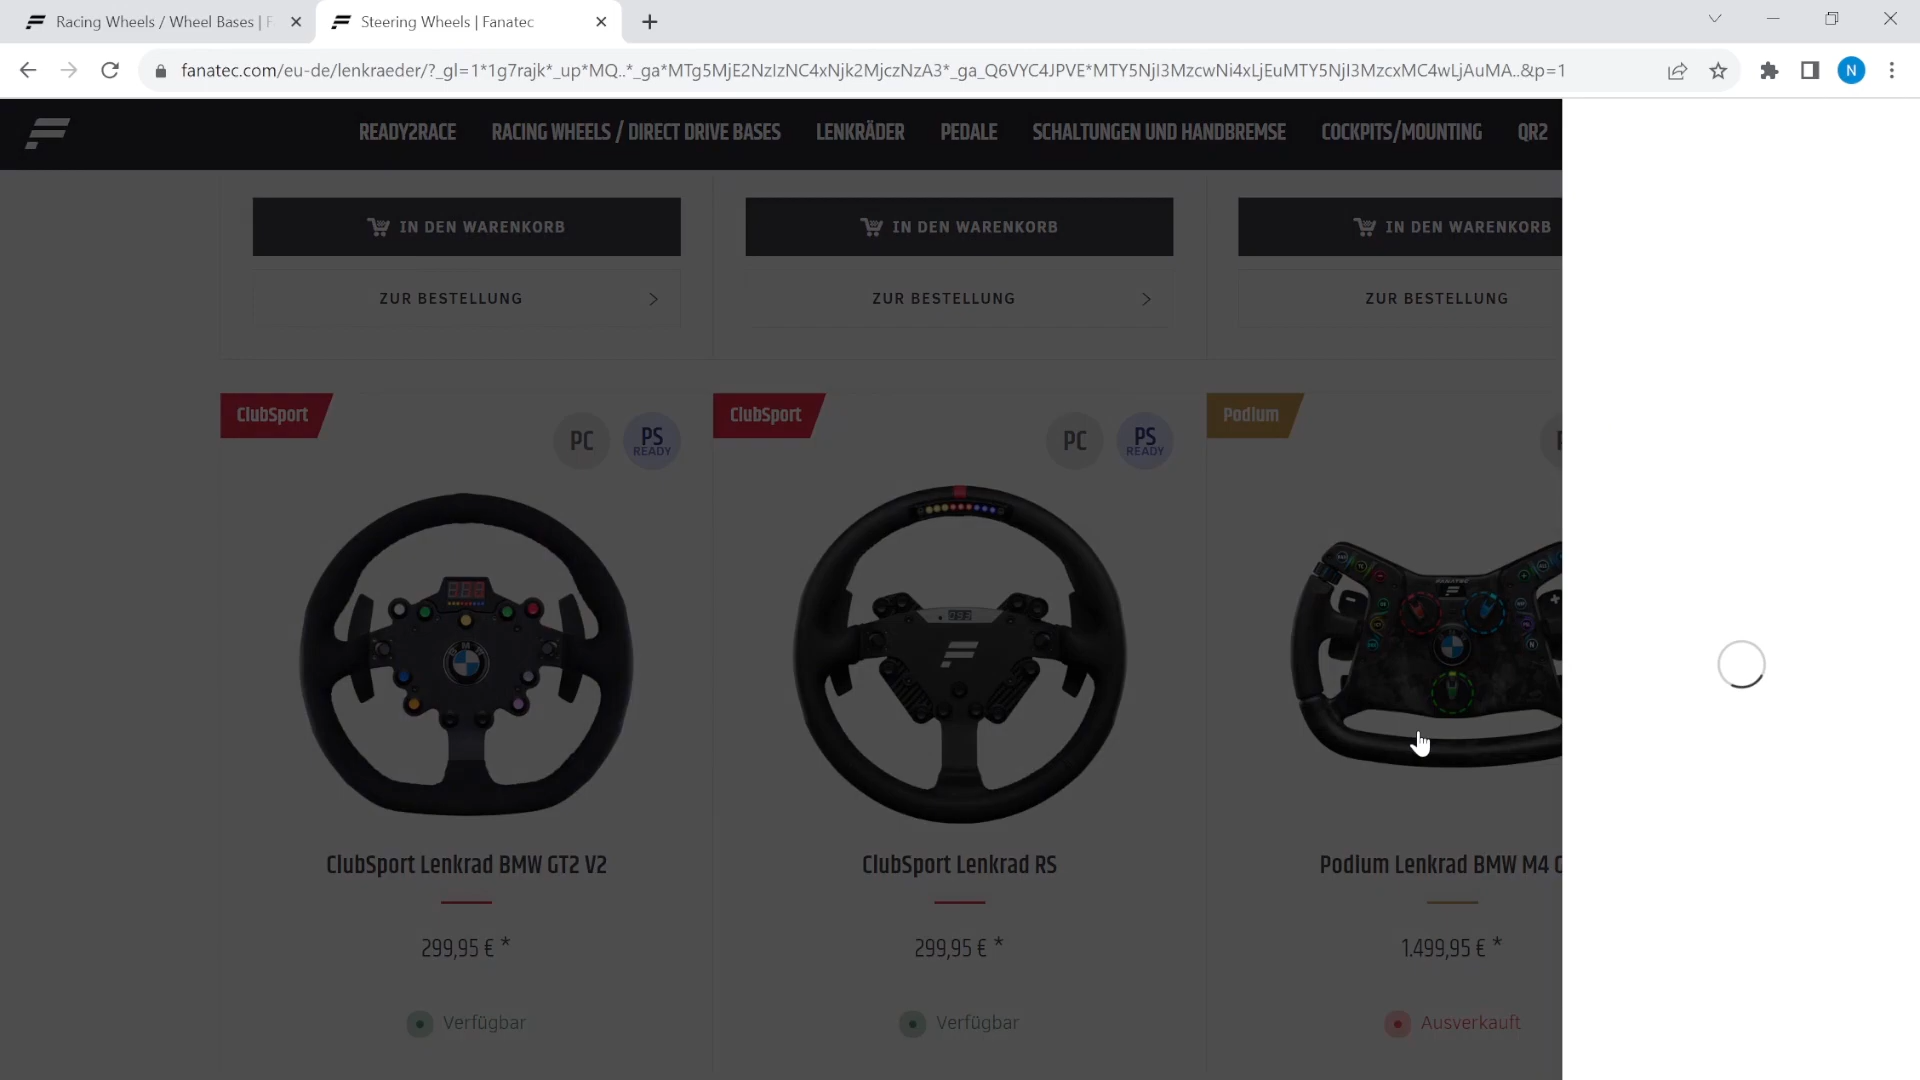 Racing Wheels / Wheel Bases | F
Steering Wheels | Fanatec
fanatec.com/eu-de/lenkraeder/?_gl=1*1g7rajk*_up*MQ..*_ga*MTg5MjE2NzIzNC4xNjk2MjczNzA3*_ga_Q6VYC4JPVE*MTY5NjI3MzcwNi4xLjEuMTY5NjI3MzcxMC4wLjAuMA..&p=1
N
READY2RACE
RACING WHEELS / DIRECT DRIVE BASES
LENKRÄDER
PEDALE
SCHALTUNGEN UND HANDBREMSE
COCKPITS/MOUNTING
QR2
IN DEN WARENKORB
IN DEN WARENKORB
IN DEN WARENKORB
ZUR BESTELLUNG
ZUR BESTELLUNG
ZUR BESTELLUNG
ClubSport
PC
PS
READY
ClubSport
PC
PS
READY
Podium
ClubSport Lenkrad BMW GT2 V2
ClubSport Lenkrad RS
Podium Lenkrad BMW M4 G
299,95 € *
299,95 € *
1.499,95 € *
Verfügbar
Verfügbar
Ausverkauft